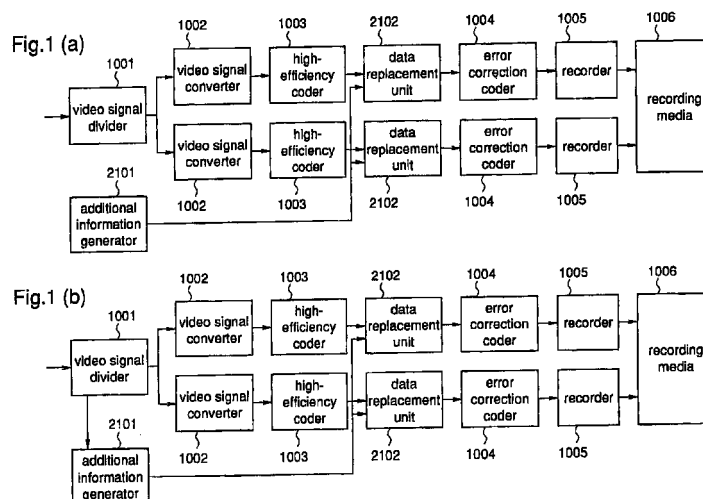 Fig.1 (a)
1002 1003 2102 1004 1005 1006
1001
video signal converter
high-efficiency coder
data replacement unit
error correction coder
recorder
recording media
video signal divider
video signal converter
high-efficiency coder
data replacement unit
error correction coder
recorder
2101
additional information generator
1002 1003 2102 1004 1005
Fig.1 (b)
1002 1003 2102 1004 1005 1006
1001
video signal converter
high-efficiency coder
data replacement unit
error correction coder
recorder
recording media
video signal divider
video signal converter
high-efficiency coder
data replacement unit
error correction coder
recorder
2101
additional information generator
1002 1003 2102 1004 1005